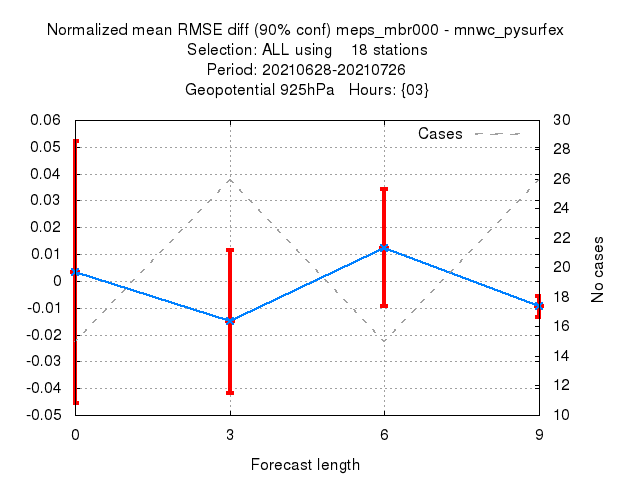 Normalized mean RMSE diff (90% conf) meps_mbr000 - mnwc_pysurfex
Selection: ALL using 18 stations
Period: 20210628-20210726
Geopotential 925hPa Hours: {03}
Cases
0.06
0.05
0.04
0.03
0.02
0.01
0
-0.01
-0.02
-0.03
-0.04
-0.05
30
28
26
24
22
20
18
16
14
12
10
No cases
0 3 6 9
Forecast length